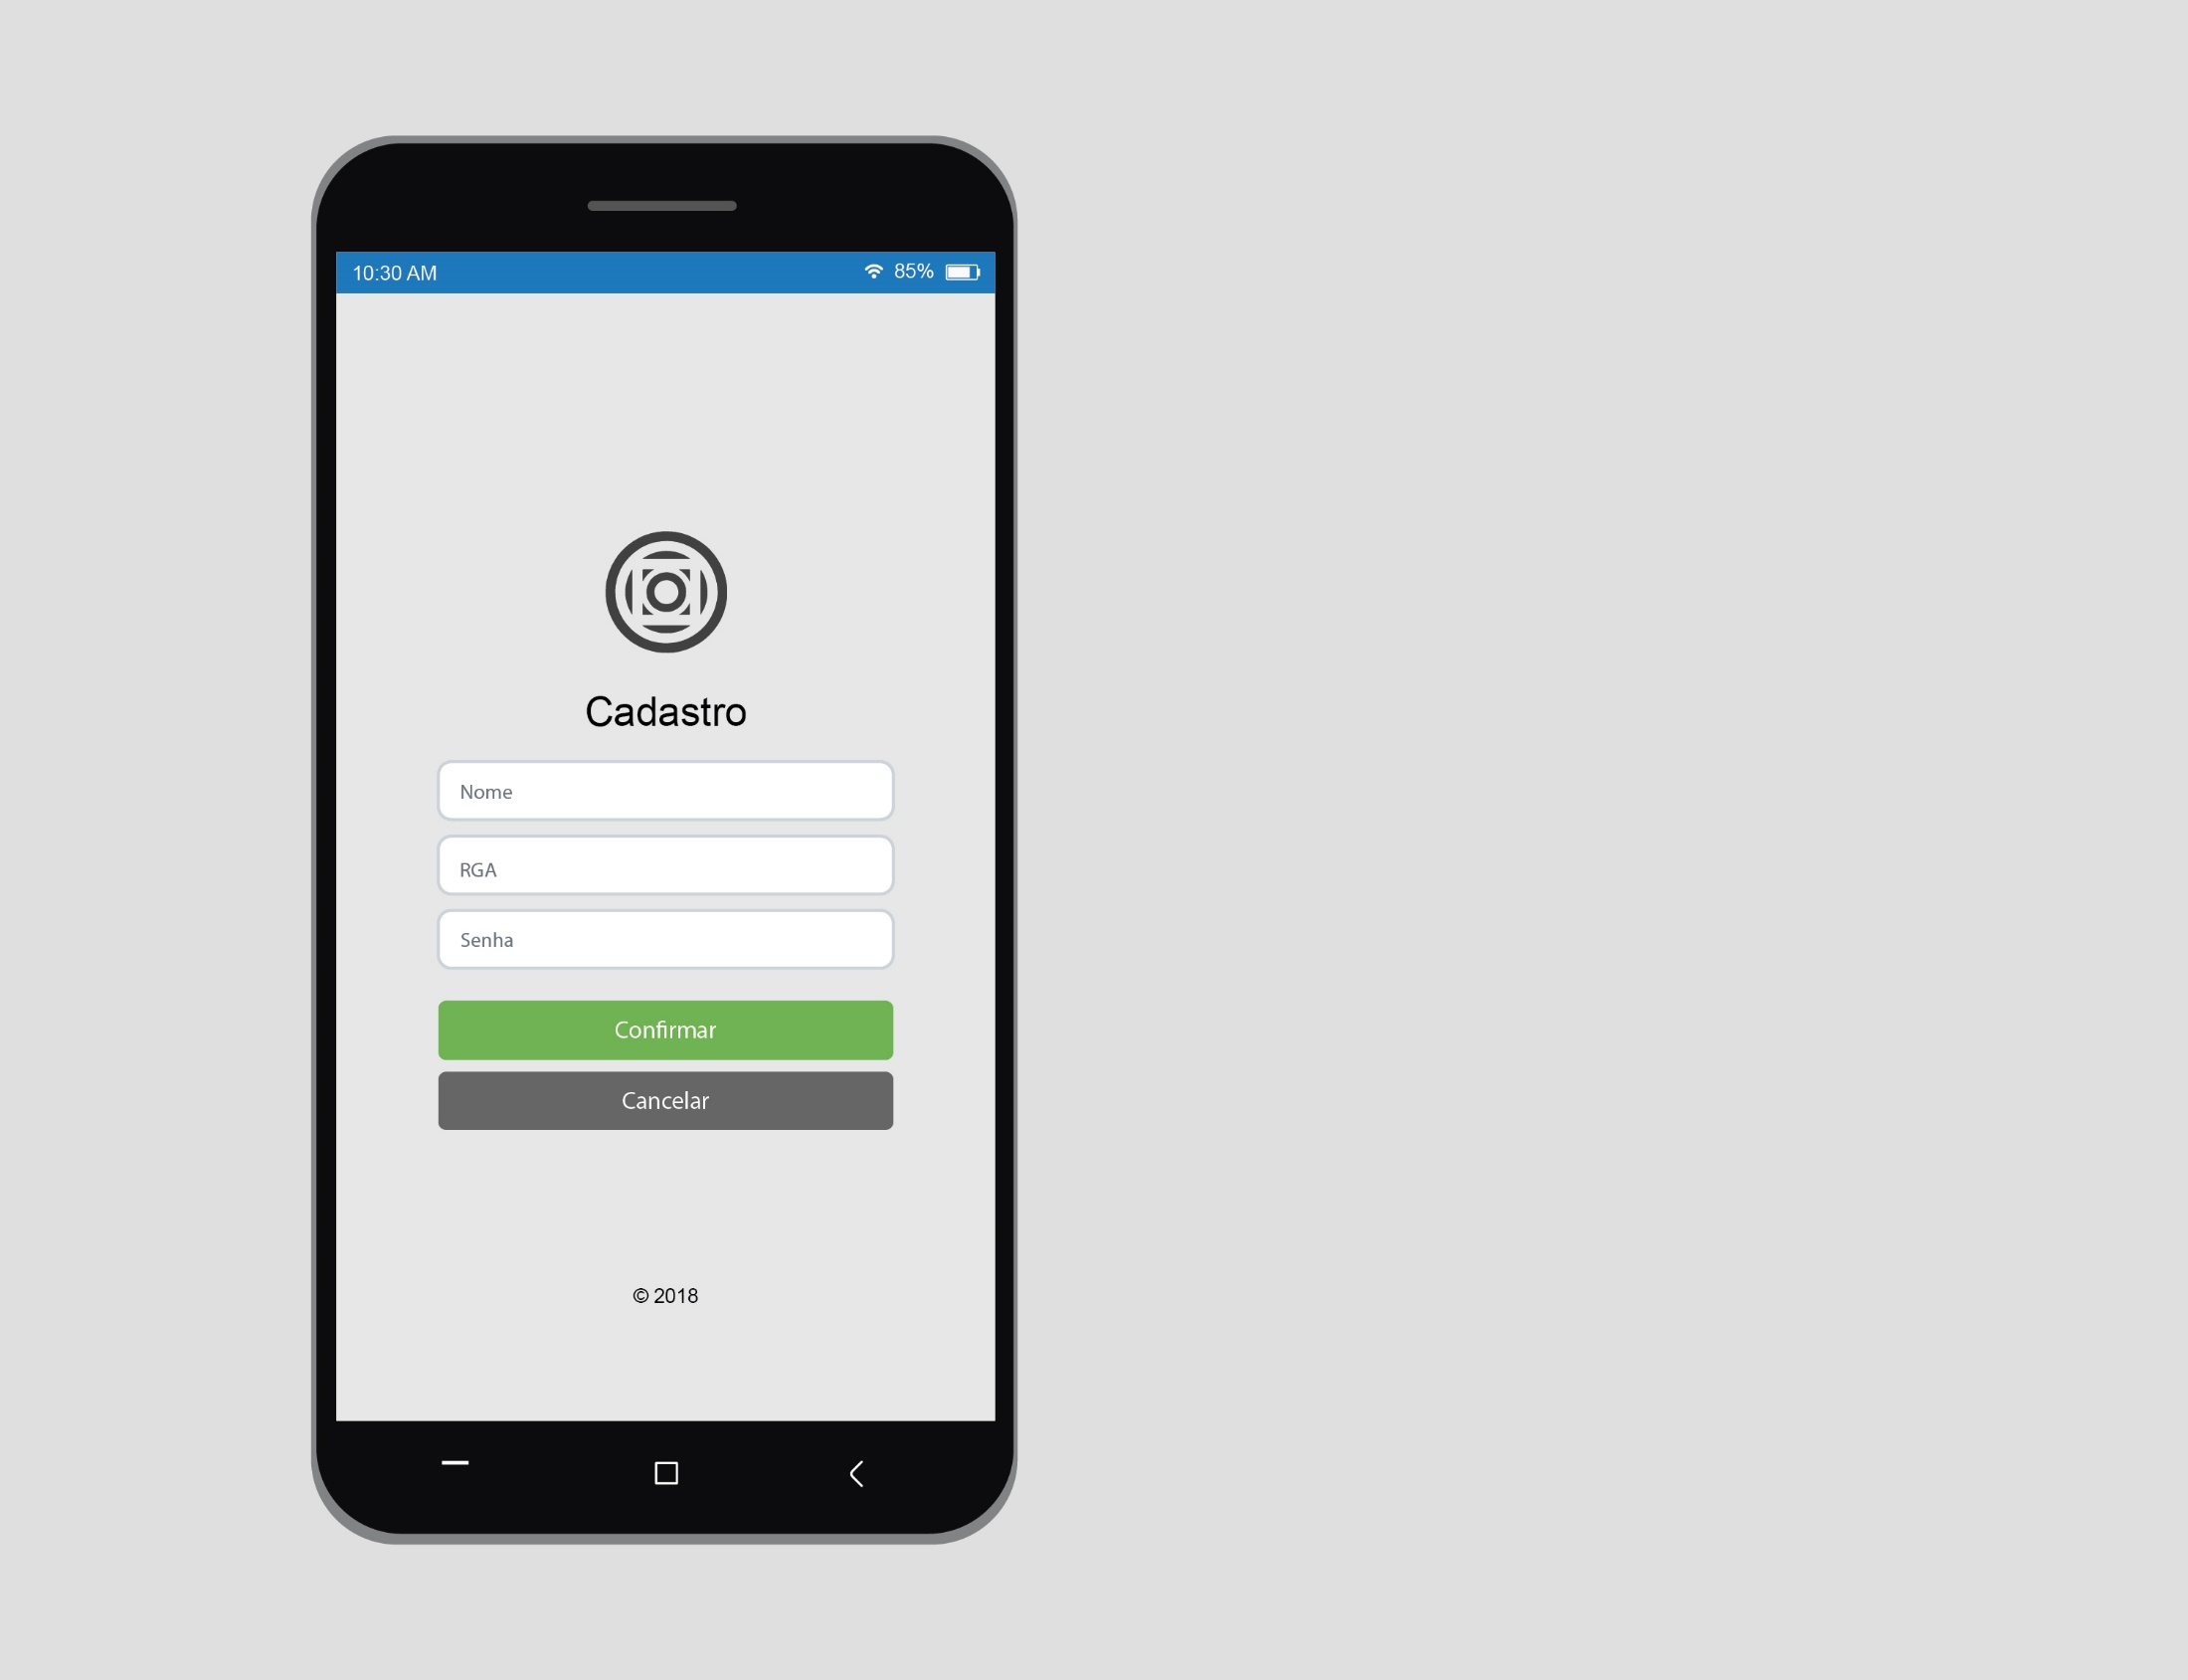 10:30 AM 85%
Cadastro
Nome
RGA
Senha
Confirmar
Cancelar
© 2018